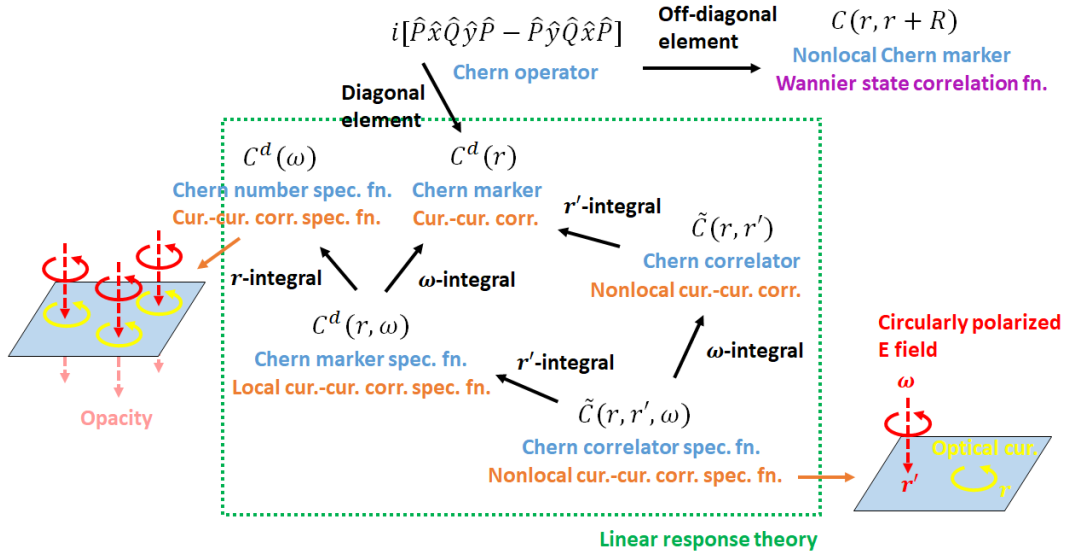 i[P̂x̂Q̂ŷP̂ − P̂ŷQ̂x̂P̂]
Chern operator
Off-diagonal
element
C(r, r + R)
Nonlocal Chern marker
Wannier state correlation fn.
Diagonal
element
C^d(ω)
Chern number spec. fn.
Cur.-cur. corr. spec. fn.
C^d(r)
Chern marker
Cur.-cur. corr.
r′-integral
C̃(r, r′)
Chern correlator
Nonlocal cur.-cur. corr.
r-integral
ω-integral
C^d(r, ω)
Chern marker spec. fn.
Local cur.-cur. corr. spec. fn.
r′-integral
ω-integral
C̃(r, r′, ω)
Chern correlator spec. fn.
Nonlocal cur.-cur. corr. spec. fn.
Opacity
Circularly polarized
E field
ω
Optical cur.
r′
r
Linear response theory